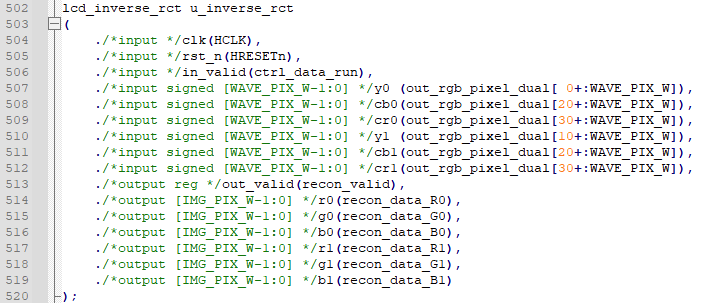 502 lcd_inverse_rct u_inverse_rct
503 (
504 ./*input */clk(HCLK),
505 ./*input */rst_n(HRESETn),
506 ./*input */in_valid(ctrl_data_run),
507 ./*input signed [WAVE_PIX_W-1:0] */y0 (out_rgb_pixel_dual[ 0+:WAVE_PIX_W]),
508 ./*input signed [WAVE_PIX_W-1:0] */cb0(out_rgb_pixel_dual[20+:WAVE_PIX_W]),
509 ./*input signed [WAVE_PIX_W-1:0] */cr0(out_rgb_pixel_dual[30+:WAVE_PIX_W]),
510 ./*input signed [WAVE_PIX_W-1:0] */y1 (out_rgb_pixel_dual[10+:WAVE_PIX_W]),
511 ./*input signed [WAVE_PIX_W-1:0] */cb1(out_rgb_pixel_dual[20+:WAVE_PIX_W]),
512 ./*input signed [WAVE_PIX_W-1:0] */cr1(out_rgb_pixel_dual[30+:WAVE_PIX_W]),
513 ./*output reg */out_valid(recon_valid),
514 ./*output [IMG_PIX_W-1:0] */r0(recon_data_R0),
515 ./*output [IMG_PIX_W-1:0] */g0(recon_data_G0),
516 ./*output [IMG_PIX_W-1:0] */b0(recon_data_B0),
517 ./*output [IMG_PIX_W-1:0] */r1(recon_data_R1),
518 ./*output [IMG_PIX_W-1:0] */g1(recon_data_G1),
519 ./*output [IMG_PIX_W-1:0] */b1(recon_data_B1)
520 );